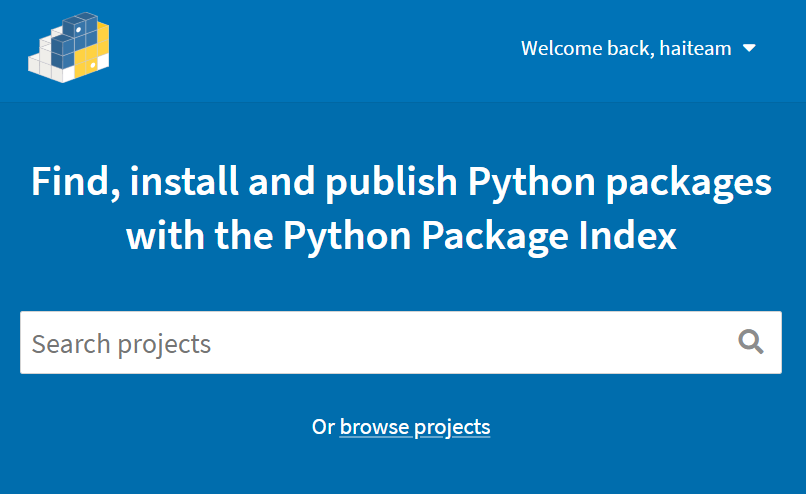 Welcome back, haiteam
Find, install and publish Python packages
with the Python Package Index
Search projects
Or browse projects